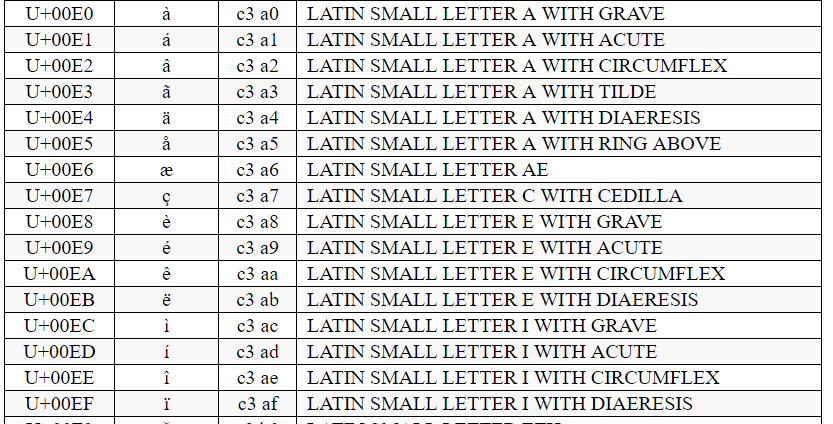 U+00E0 à c3 a0 LATIN SMALL LETTER A WITH GRAVE
U+00E1 á c3 a1 LATIN SMALL LETTER A WITH ACUTE
U+00E2 â c3 a2 LATIN SMALL LETTER A WITH CIRCUMFLEX
U+00E3 ã c3 a3 LATIN SMALL LETTER A WITH TILDE
U+00E4 ä c3 a4 LATIN SMALL LETTER A WITH DIAERESIS
U+00E5 å c3 a5 LATIN SMALL LETTER A WITH RING ABOVE
U+00E6 æ c3 a6 LATIN SMALL LETTER AE
U+00E7 ç c3 a7 LATIN SMALL LETTER C WITH CEDILLA
U+00E8 è c3 a8 LATIN SMALL LETTER E WITH GRAVE
U+00E9 é c3 a9 LATIN SMALL LETTER E WITH ACUTE
U+00EA ê c3 aa LATIN SMALL LETTER E WITH CIRCUMFLEX
U+00EB ë c3 ab LATIN SMALL LETTER E WITH DIAERESIS
U+00EC ì c3 ac LATIN SMALL LETTER I WITH GRAVE
U+00ED í c3 ad LATIN SMALL LETTER I WITH ACUTE
U+00EE î c3 ae LATIN SMALL LETTER I WITH CIRCUMFLEX
U+00EF ï c3 af LATIN SMALL LETTER I WITH DIAERESIS